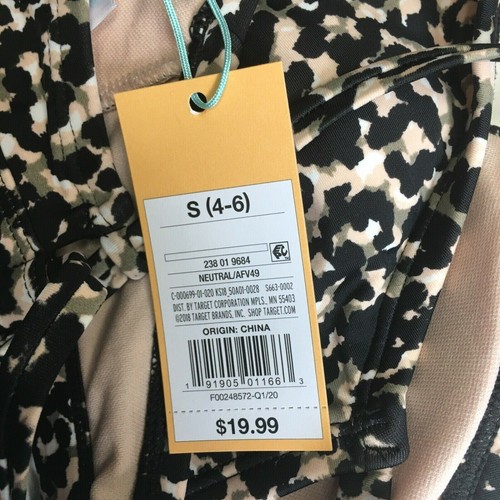 S (4-6)
238 01 9684
NEUTRAL/AFV49
C-000699-01-020 KS18_50A01-0028 S663-0002
DIST. BY TARGET CORPORATION MPLS, MN 55403
©2018 TARGET BRANDS, INC. SHOP TARGET.COM
ORIGIN: CHINA
1 91905 01166 3
F00248572-Q1/20
$19.99